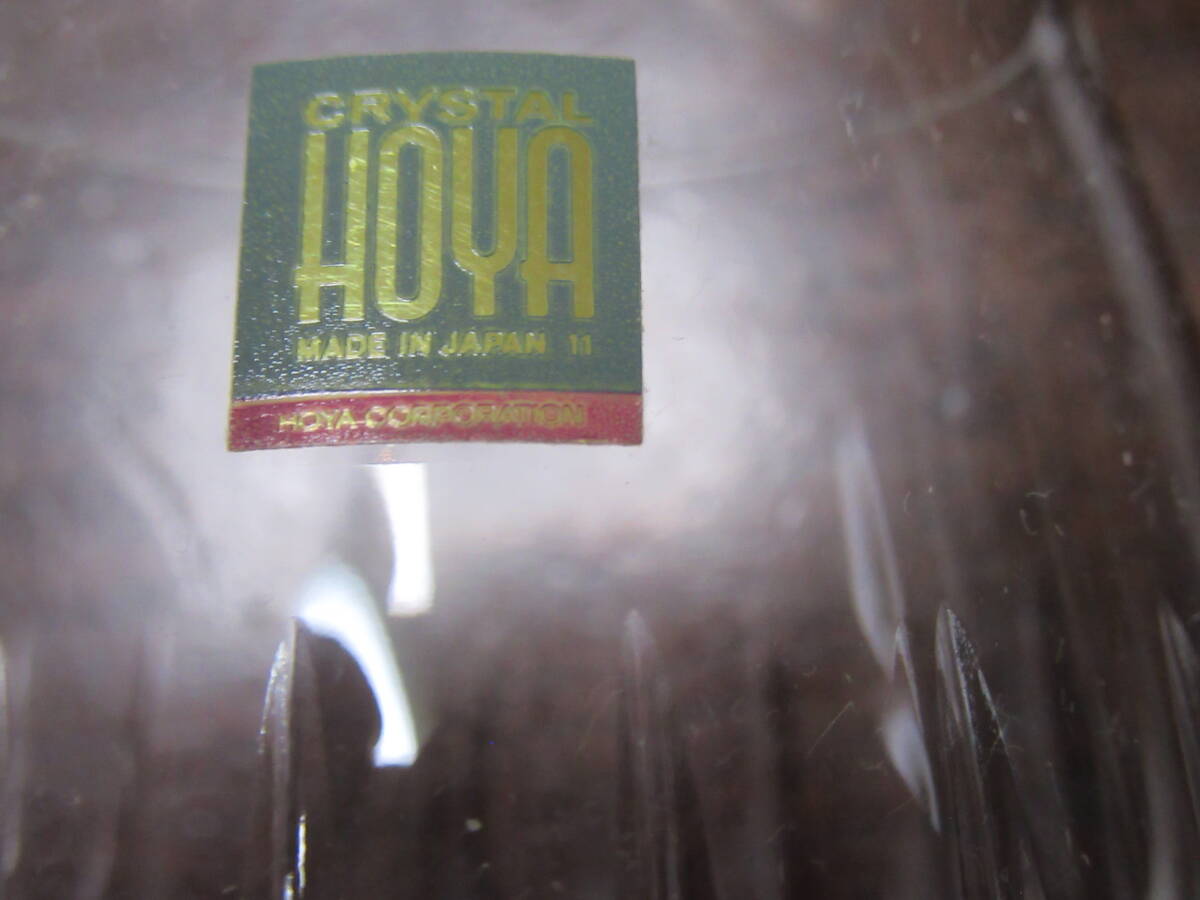 CRYSTAL
HOYA
MADE IN JAPAN 11
HOYA CORPORATION